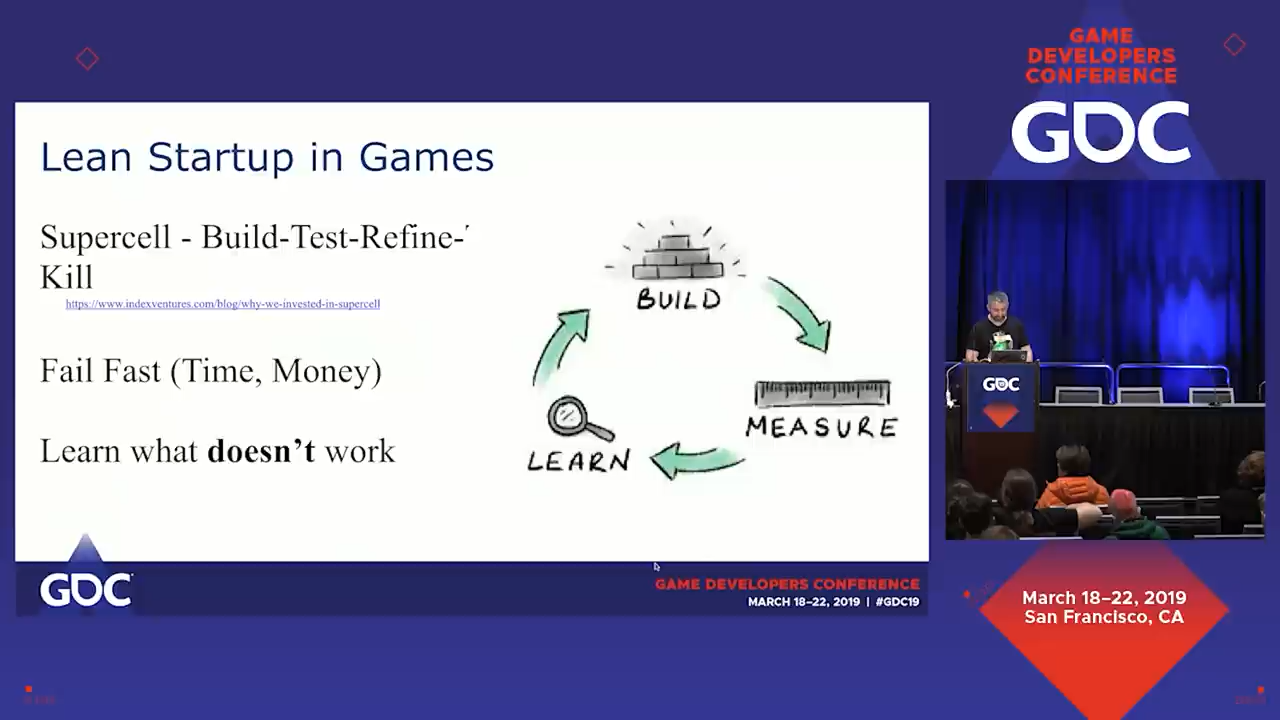 GAME
DEVELOPERS
CONFERENCE
GDC
Lean Startup in Games
Supercell - Build-Test-Refine-
Kill
https://www.indexventures.com/blog/why-we-invested-in-supercell
Fail Fast (Time, Money)
Learn what doesn’t work
BUILD
MEASURE
LEARN
GDC
GDC
GAME DEVELOPERS CONFERENCE
MARCH 18–22, 2019 | #GDC19
March 18–22, 2019
San Francisco, CA